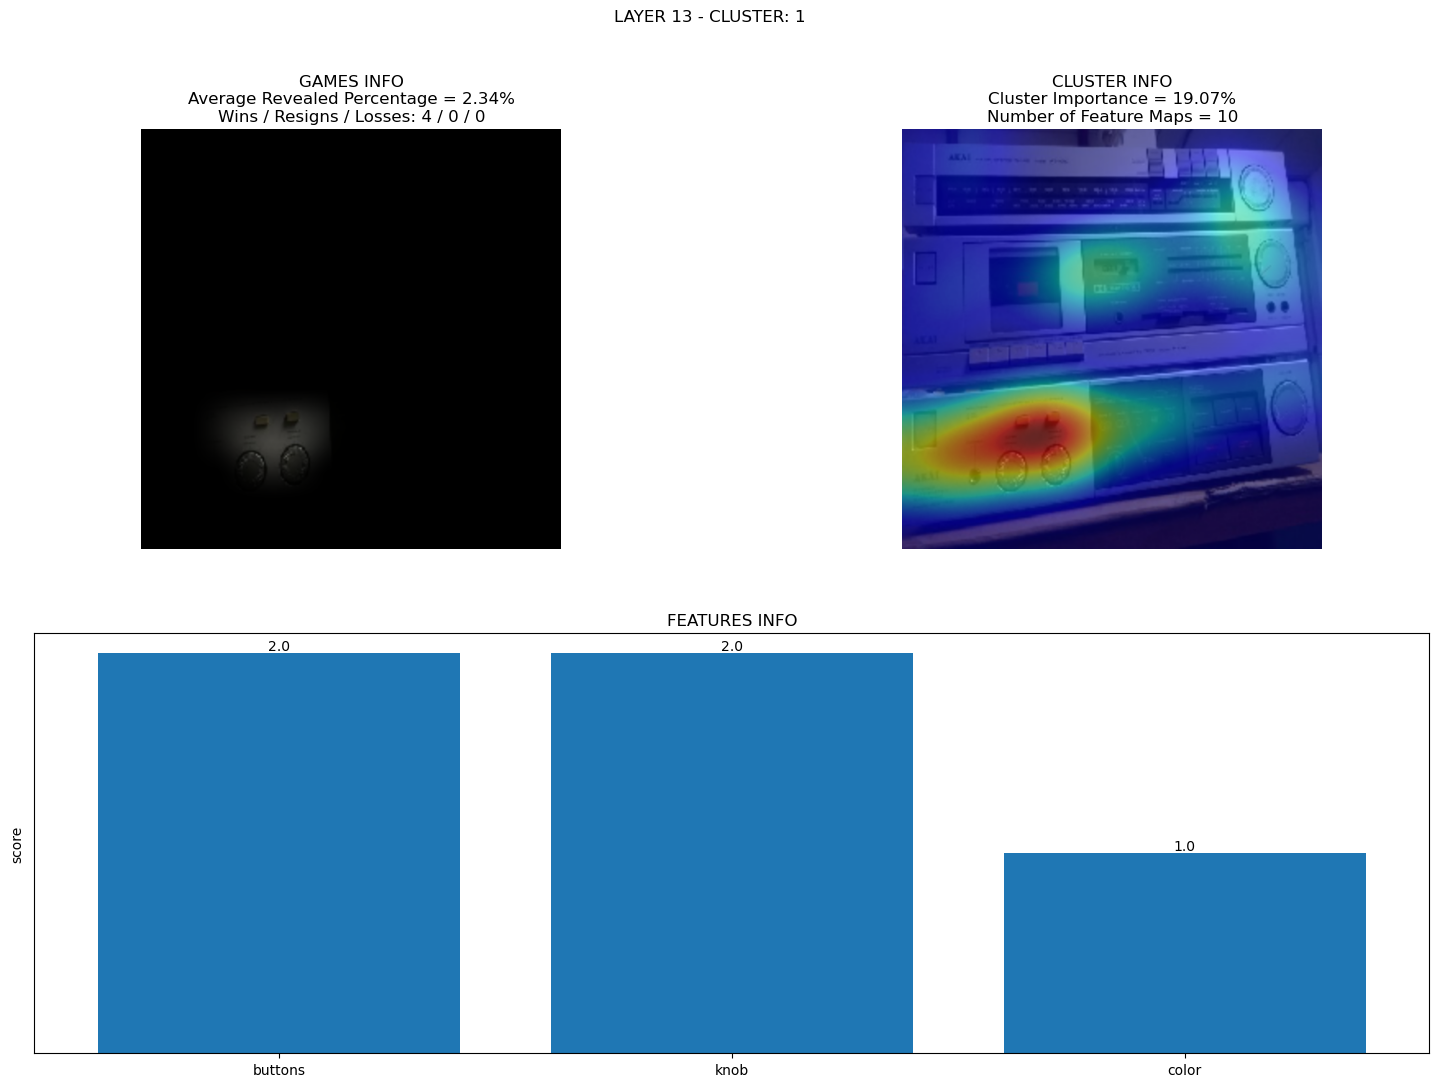 LAYER 13 - CLUSTER: 1
GAMES INFO
Average Revealed Percentage = 2.34%
Wins / Resigns / Losses: 4 / 0 / 0
CLUSTER INFO
Cluster Importance = 19.07%
Number of Feature Maps = 10
AKAI
FEATURES INFO
score
2.0
2.0
1.0
buttons
knob
color